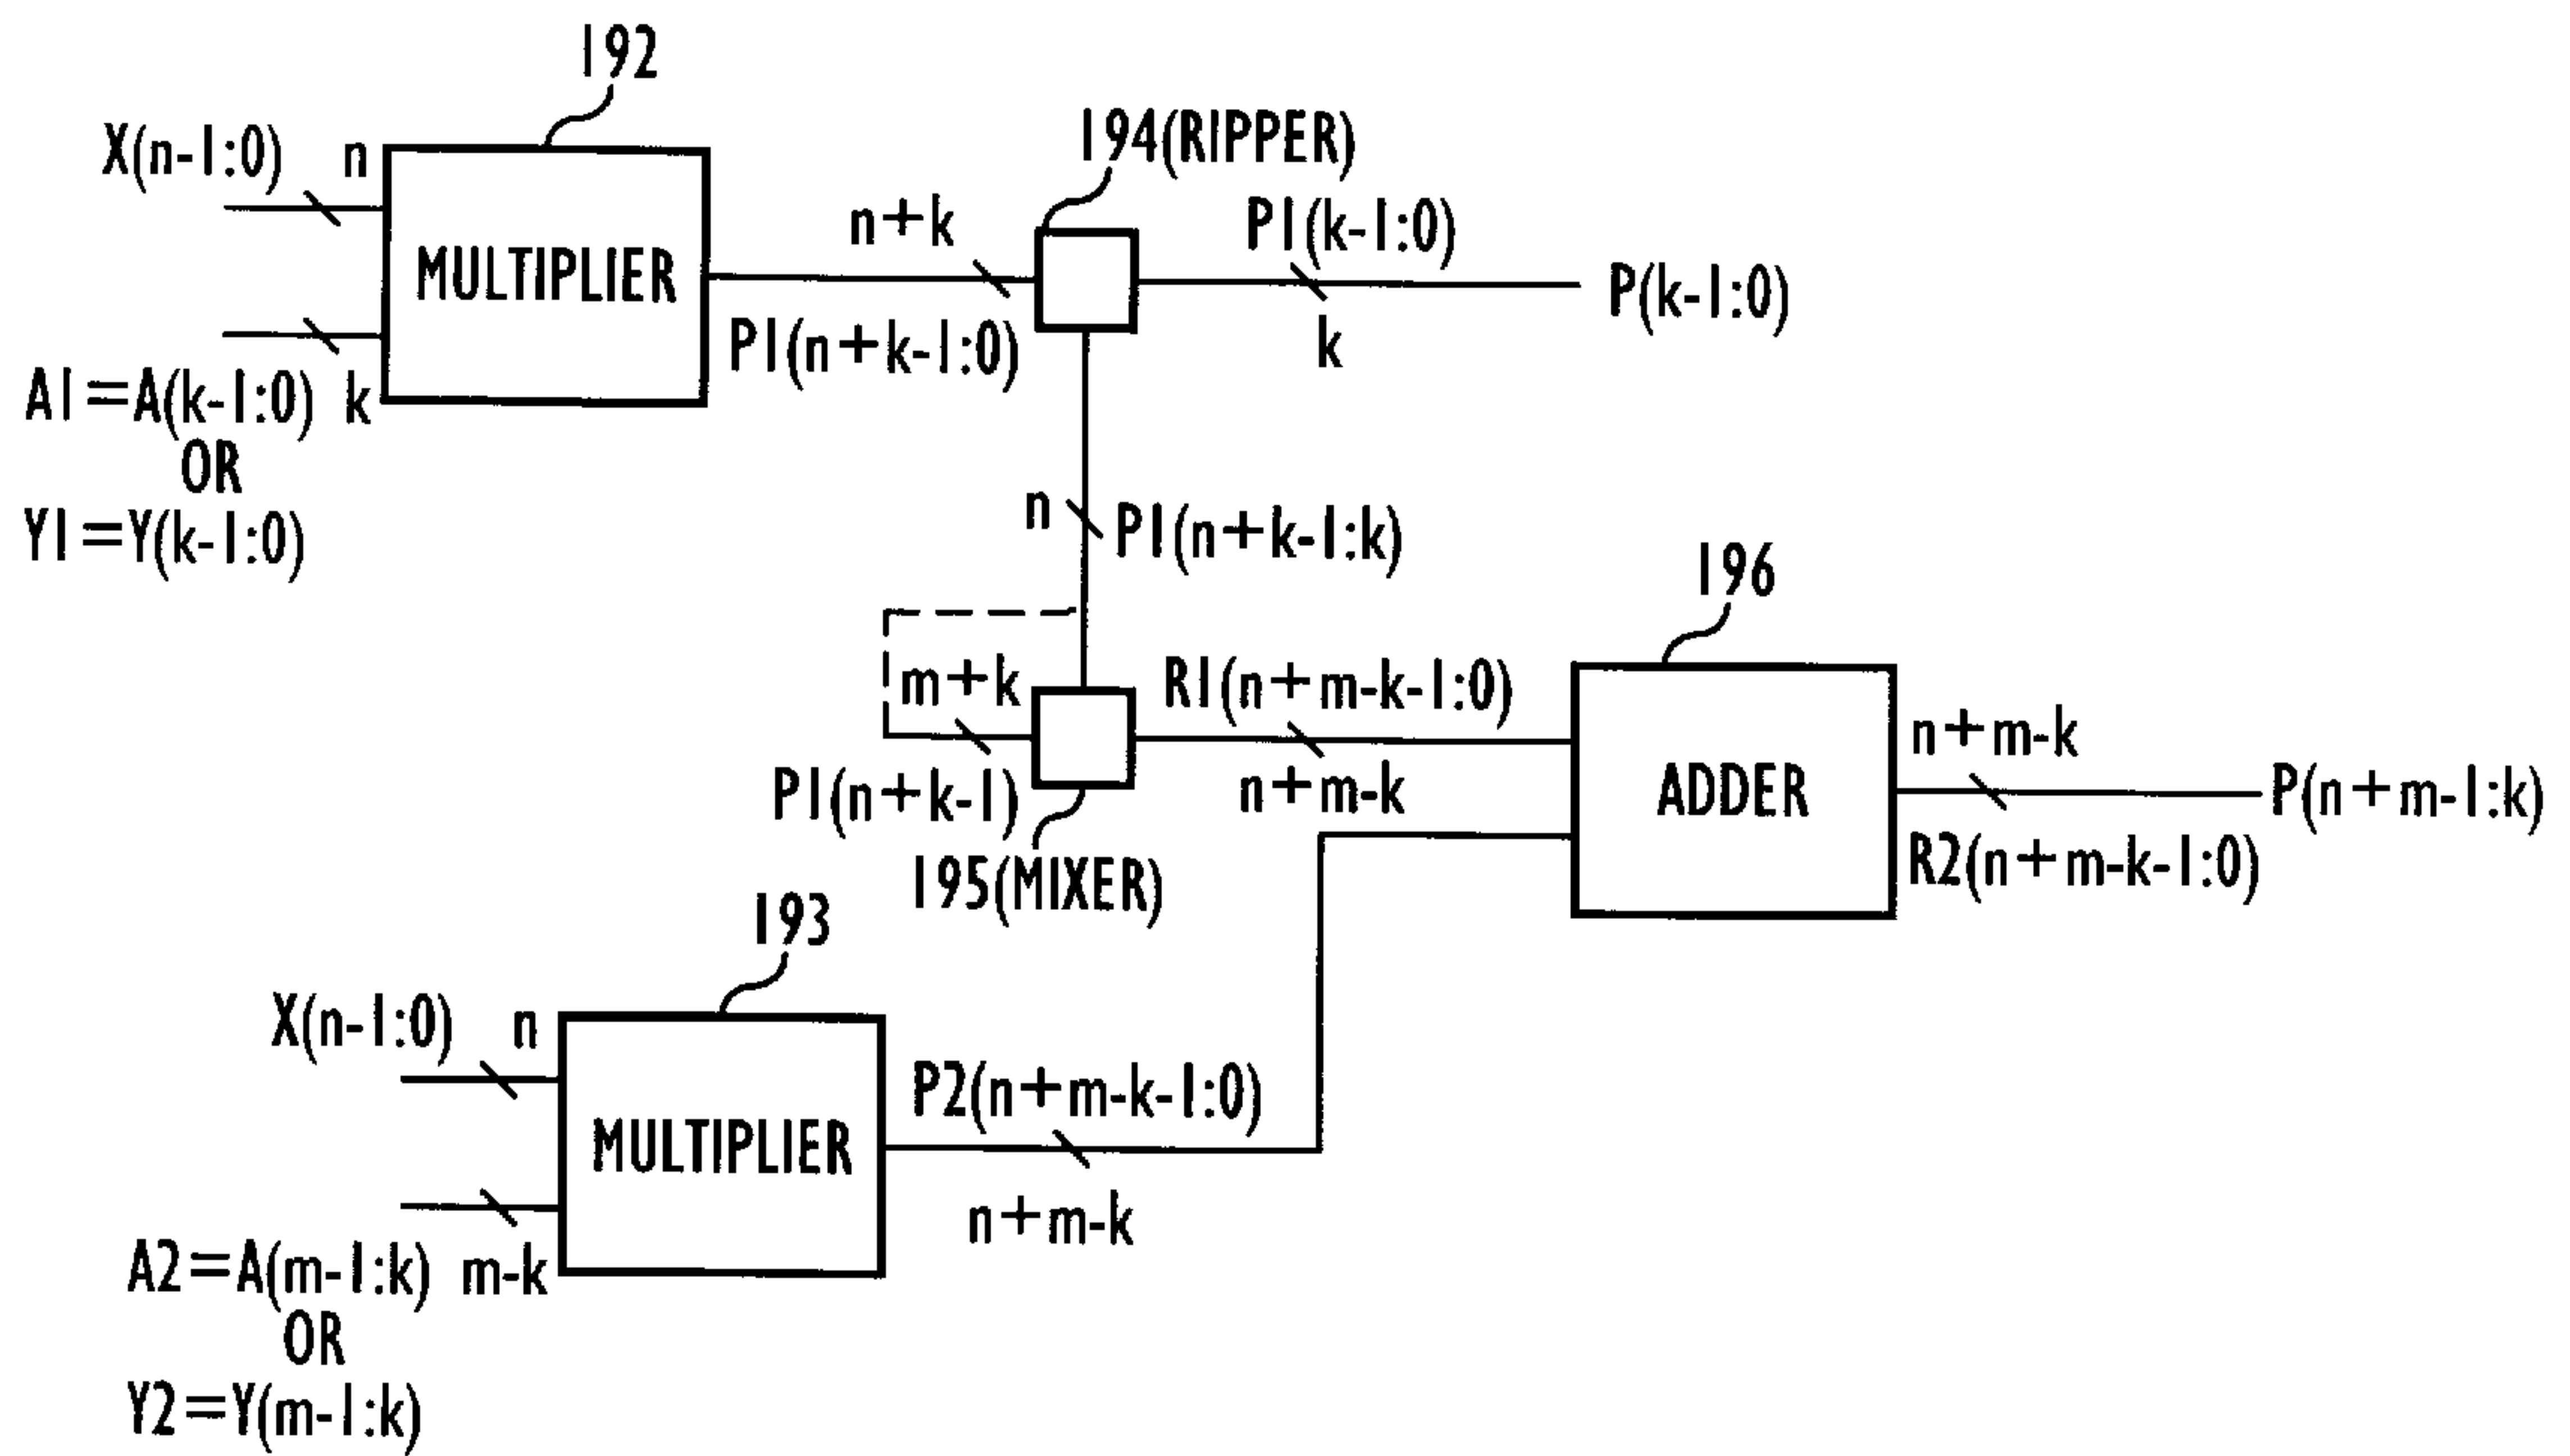 192
X(n-1:0) n
MULTIPLIER
A1=A(k-1:0) k
OR
Y1=Y(k-1:0)
n+k
P1(n+k-1:0)
194(RIPPER)
P1(k-1:0)
k
P(k-1:0)
n
P1(n+k-1:k)
m+k
P1(n+k-1)
195(MIXER)
R1(n+m-k-1:0)
n+m-k
196
ADDER
n+m-k
R2(n+m-k-1:0)
P(n+m-1:k)
193
X(n-1:0) n
MULTIPLIER
A2=A(m-1:k) m-k
OR
Y2=Y(m-1:k)
P2(n+m-k-1:0)
n+m-k